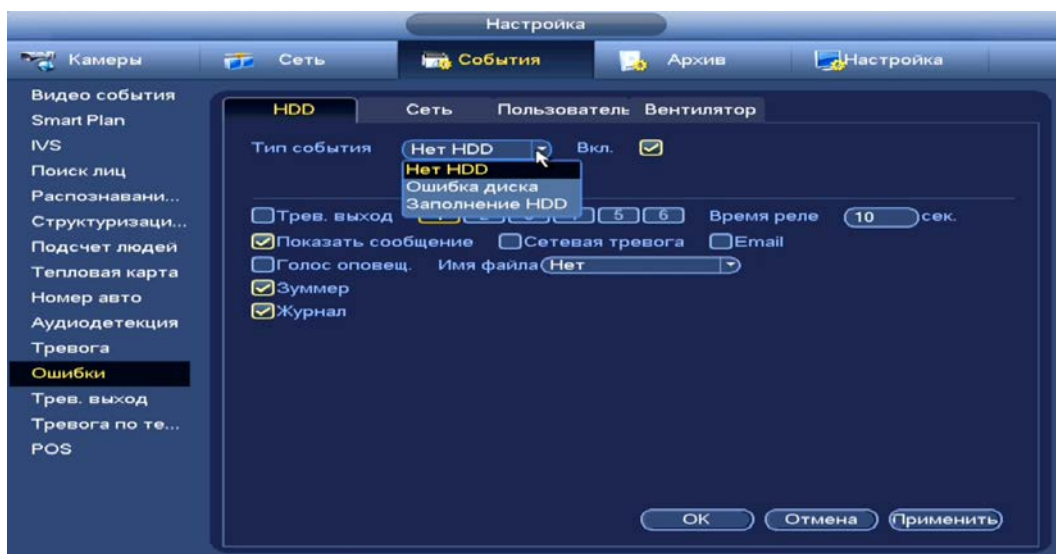 Настройка
Камеры Сеть События Архив Настройка
Видео события
Smart Plan
IVS
Поиск лиц
Распознавани...
Структуризаци...
Подсчет людей
Тепловая карта
Номер авто
Аудиодетекция
Тревога
Ошибки
Трев. выход
Тревога по те...
POS
HDD Сеть Пользователь Вентилятор
Тип события Нет HDD Вкл.
Нет HDD
Ошибка диска
Заполнение HDD
Трев. выход 5 6 Время реле 10 сек.
Показать сообщение Сетевая тревога Email
Голос оповещ. Имя файла Нет
Зуммер
Журнал
OK Отмена Применить